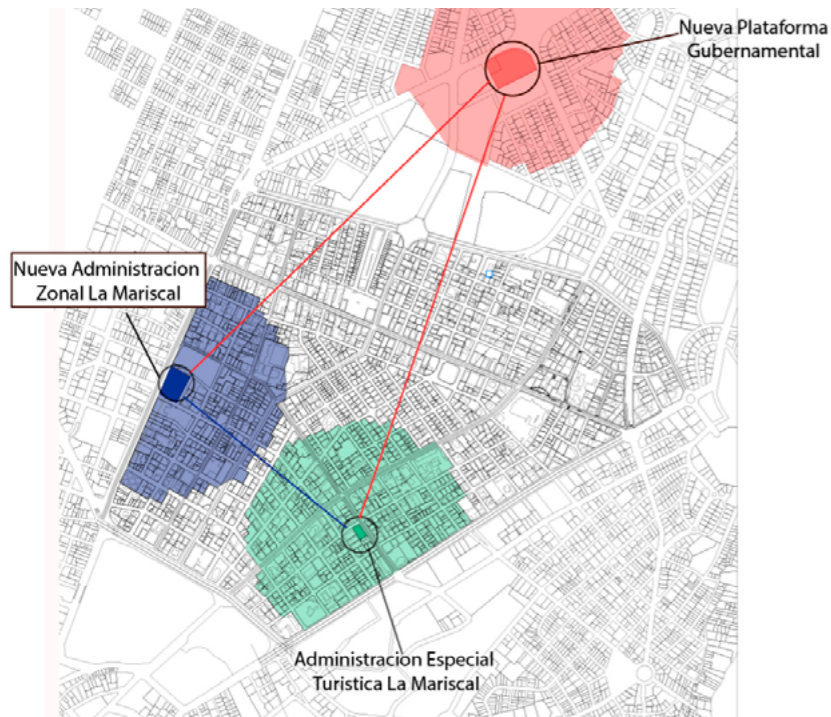 Nueva Plataforma
Gubernamental
Nueva Administracion
Zonal La Mariscal
Administracion Especial
Turistica La Mariscal